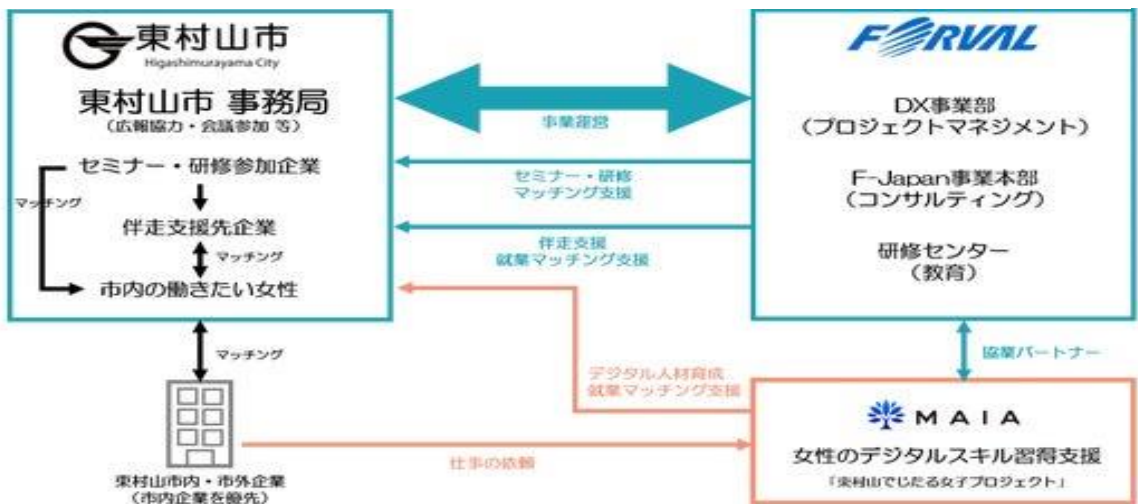 東村山市
Higashimurayama City
東村山市 事務局
(広報協力・会議参加 等)
セミナー・研修参加企業
マッチング
伴走支援先企業
マッチング
市内の働きたい女性
マッチング
東村山市内・市外企業
(市内企業を優先)
事業運営
セミナー・研修
マッチング支援
伴走支援
就業マッチング支援
デジタル人材育成
就業マッチング支援
仕事の依頼
FORVAL
DX事業部
(プロジェクトマネジメント)
F-Japan事業本部
(コンサルティング)
研修センター
(教育)
協業パートナー
MAIA
女性のデジタルスキル習得支援
「東村山でじたる女子プロジェクト」